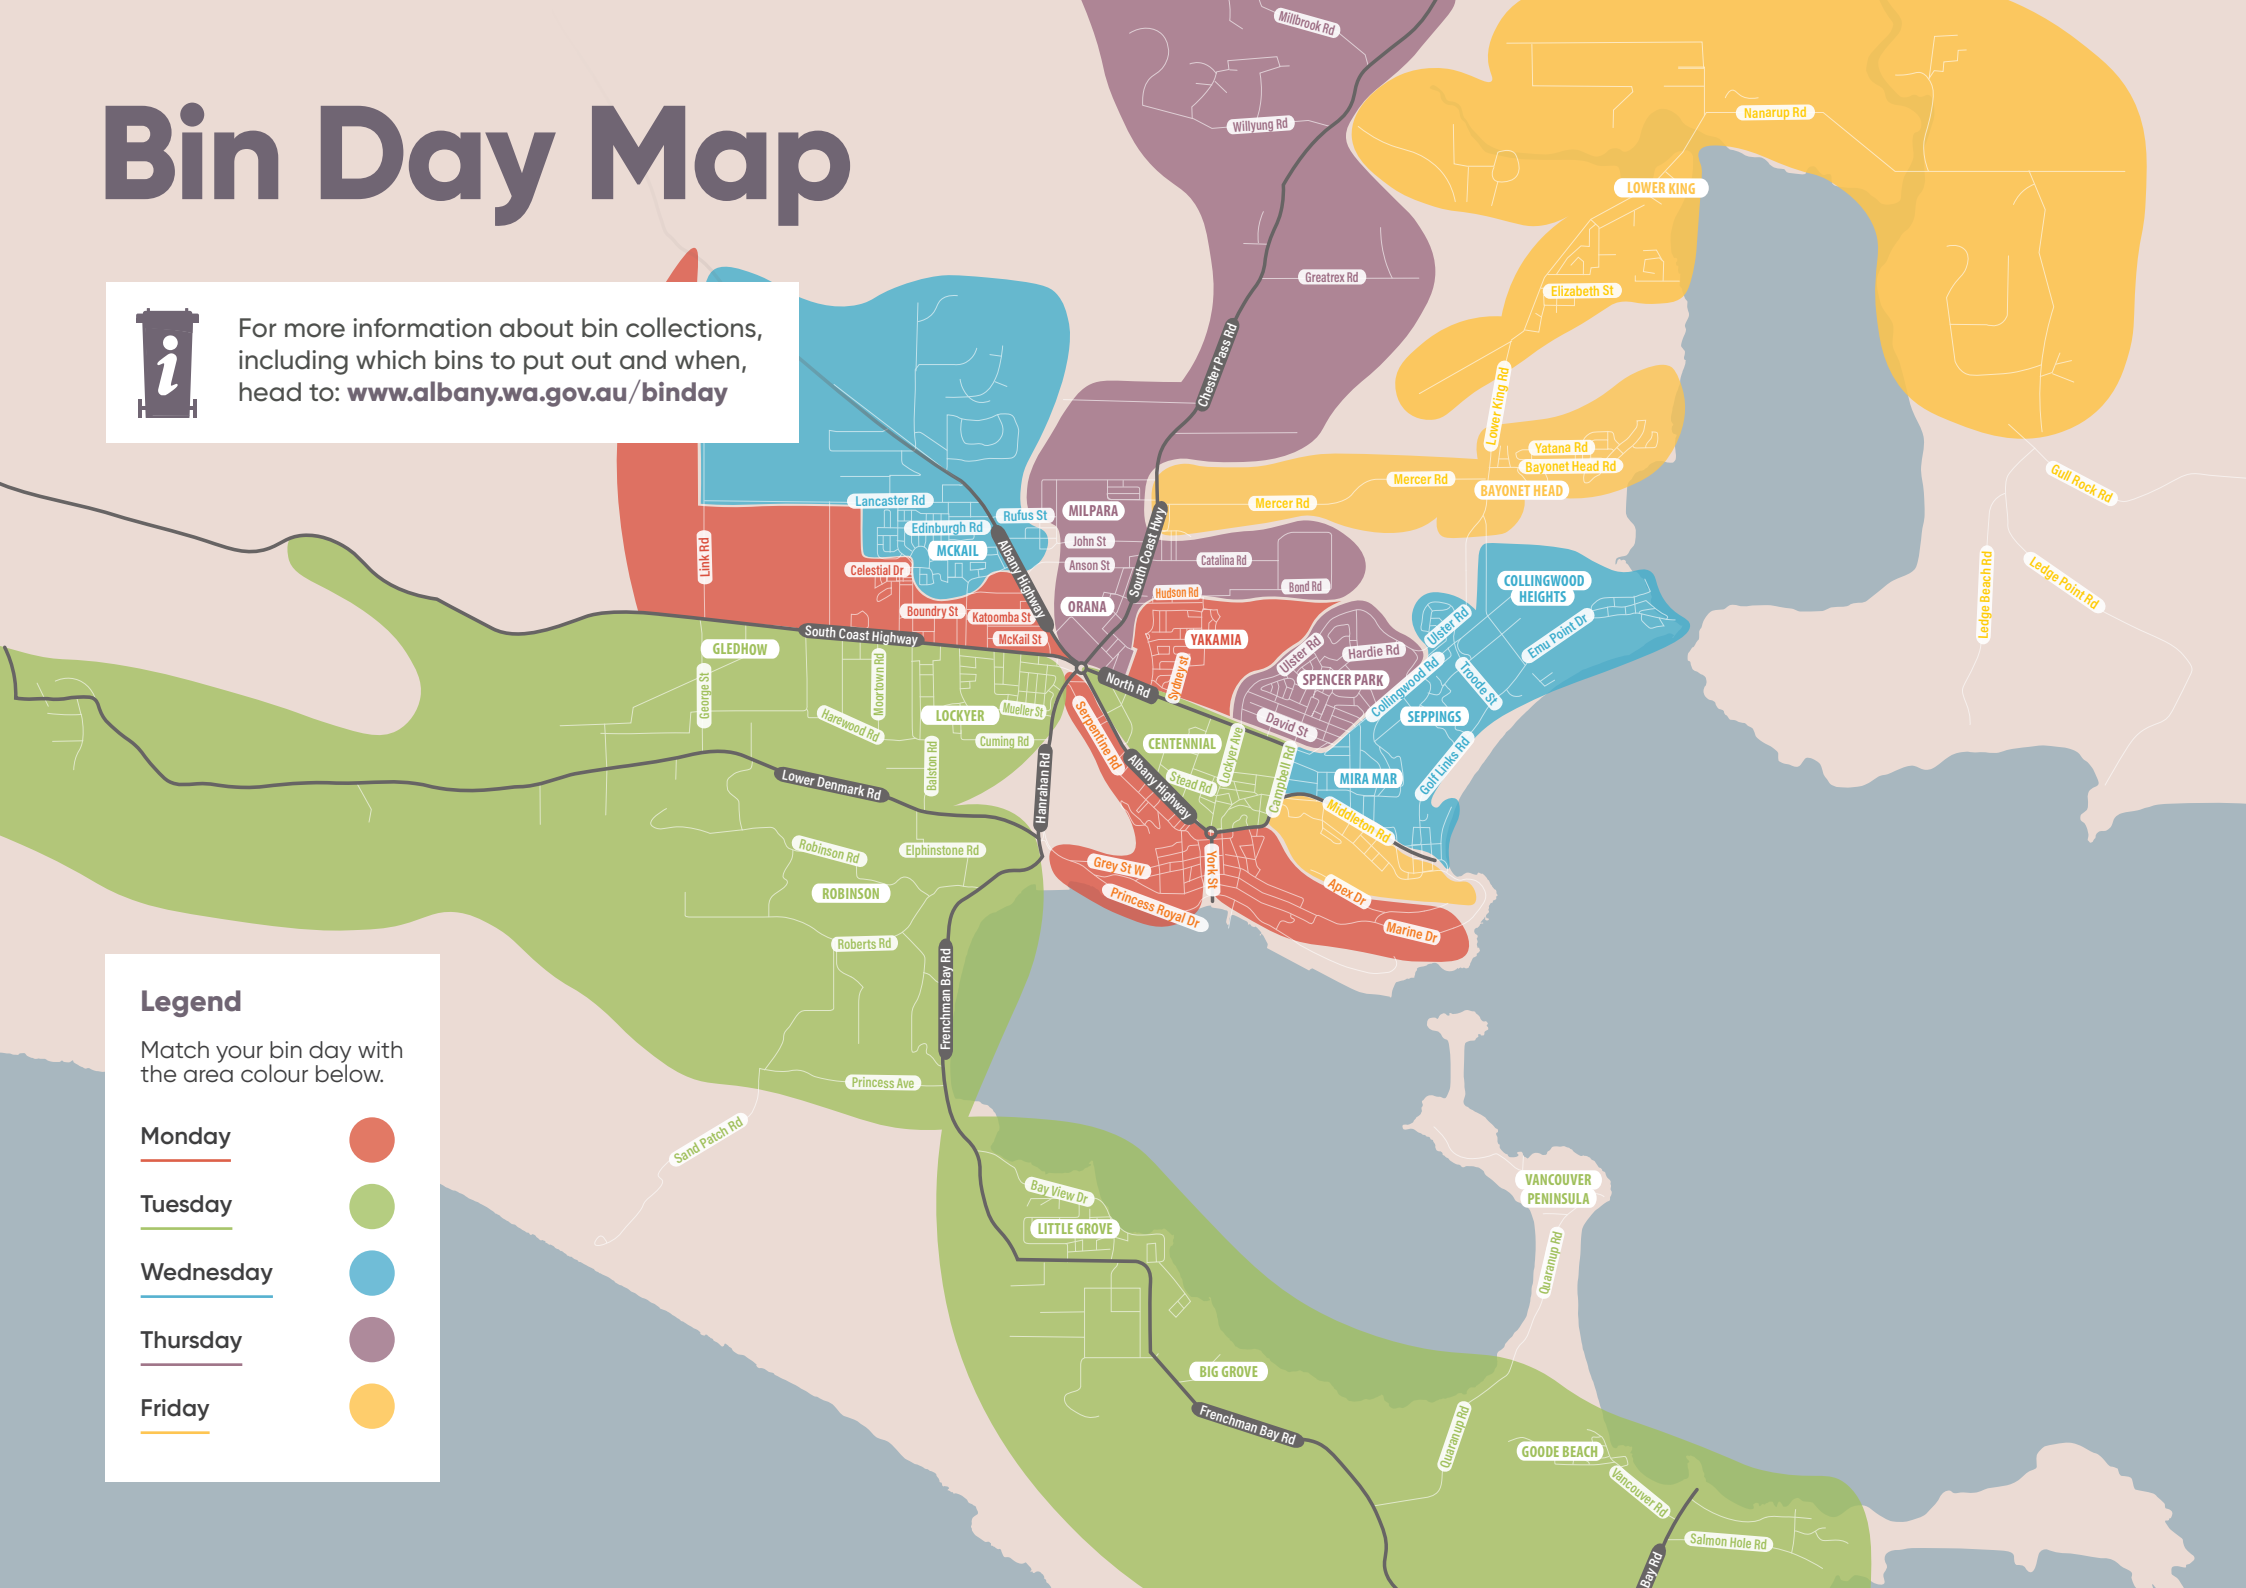 Bin Day Map
For more information about bin collections,
including which bins to put out and when,
head to: www.albany.wa.gov.au/binday
Millbrook Rd
Willyung Rd
Greatrex Rd
Chester Pass Rd
Nanarup Rd
LOWER KING
Elizabeth St
Lower King Rd
Yatana Rd
Bayonet Head Rd
BAYONET HEAD
Mercer Rd
Mercer Rd
Gull Rock Rd
Ledge Beach Rd
Ledge Point Rd
Lancaster Rd
Edinburgh Rd
MCKAIL
Rufus St
Albany Highway
Link Rd
Celestial Dr
Boundry St
Katoomba St
McKail St
South Coast Highway
MILPARA
John St
Anson St
ORANA
South Coast Hwy
Catalina Rd
Bond Rd
Hudson Rd
YAKAMIA
Sydney st
North Rd
Ulster Rd
Hardie Rd
SPENCER PARK
David St
COLLINGWOOD
HEIGHTS
Ulster Rd
Emu Point Dr
Collingwood Rd
Troode St
SEPPINGS
Golf Links Rd
MIRA MAR
Middleton Rd
Apex Dr
Marine Dr
GLEDHOW
George St
Moortown Rd
Harewood Rd
LOCKYER
Mueller St
Cuming Rd
Balston Rd
Lower Denmark Rd
Hanrahan Rd
Serpentine Rd
CENTENNIAL
Lockyer Ave
Stead Rd
Campbell Rd
Albany Highway
York St
Grey St W
Princess Royal Dr
Robinson Rd
Elphinstone Rd
ROBINSON
Roberts Rd
Frenchman Bay Rd
Princess Ave
Sand Patch Rd
Bay View Dr
LITTLE GROVE
BIG GROVE
Frenchman Bay Rd
VANCOUVER
PENINSULA
Quaranup Rd
Quaranup Rd
GOODE BEACH
Vancouver Rd
Salmon Hole Rd
Bay Rd
Legend
Match your bin day with
the area colour below.
Monday
Tuesday
Wednesday
Thursday
Friday